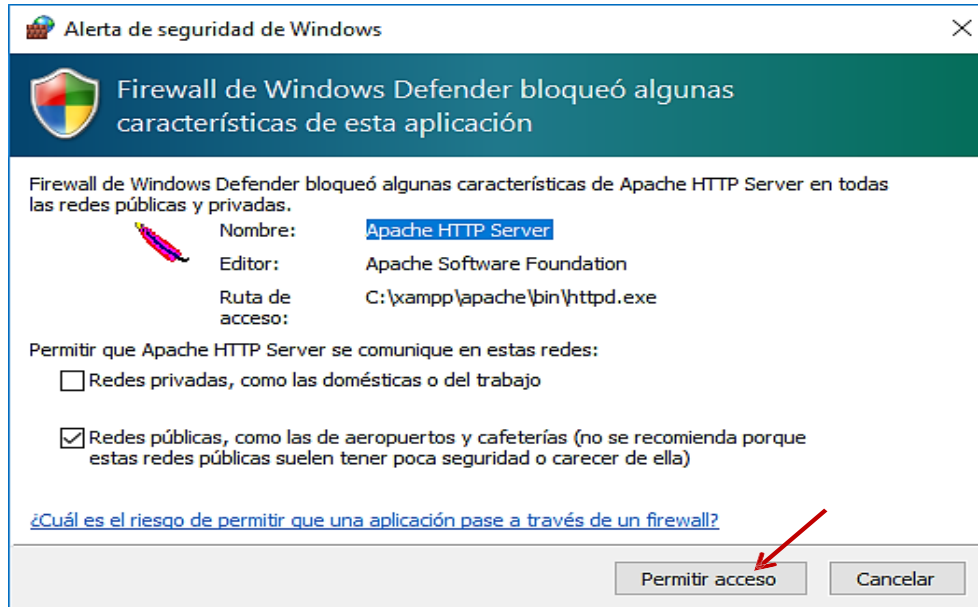 Alerta de seguridad de Windows
Firewall de Windows Defender bloqueó algunas
características de esta aplicación
Firewall de Windows Defender bloqueó algunas características de Apache HTTP Server en todas
las redes públicas y privadas.
Nombre: Apache HTTP Server
Editor: Apache Software Foundation
Ruta de C:\xampp\apache\bin\httpd.exe
acceso:
Permitir que Apache HTTP Server se comunique en estas redes:
Redes privadas, como las domésticas o del trabajo
Redes públicas, como las de aeropuertos y cafeterías (no se recomienda porque
estas redes públicas suelen tener poca seguridad o carecer de ella)
¿Cuál es el riesgo de permitir que una aplicación pase a través de un firewall?
Permitir acceso Cancelar